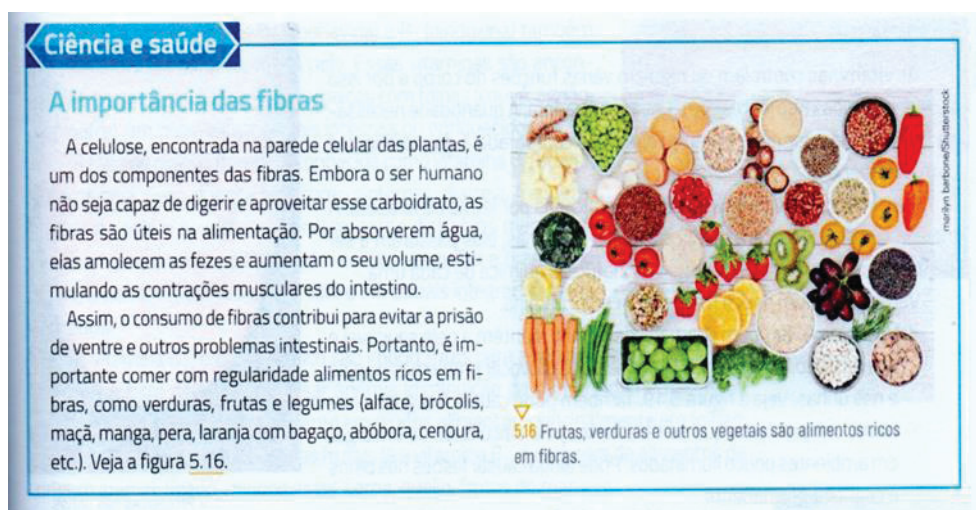 Ciência e saúde
A importância das fibras
A celulose, encontrada na parede celular das plantas, é
um dos componentes das fibras. Embora o ser humano
não seja capaz de digerir e aproveitar esse carboidrato, as
fibras são úteis na alimentação. Por absorverem água,
elas amolecem as fezes e aumentam o seu volume, esti-
mulando as contrações musculares do intestino.
Assim, o consumo de fibras contribui para evitar a prisão
de ventre e outros problemas intestinais. Portanto, é im-
portante comer com regularidade alimentos ricos em fi-
bras, como verduras, frutas e legumes (alface, brócolis,
maçã, manga, pera, laranja com bagaço, abóbora, cenoura,
etc.). Veja a figura 5.16.
marilyn barbone/Shutterstock
5.16 Frutas, verduras e outros vegetais são alimentos ricos
em fibras.